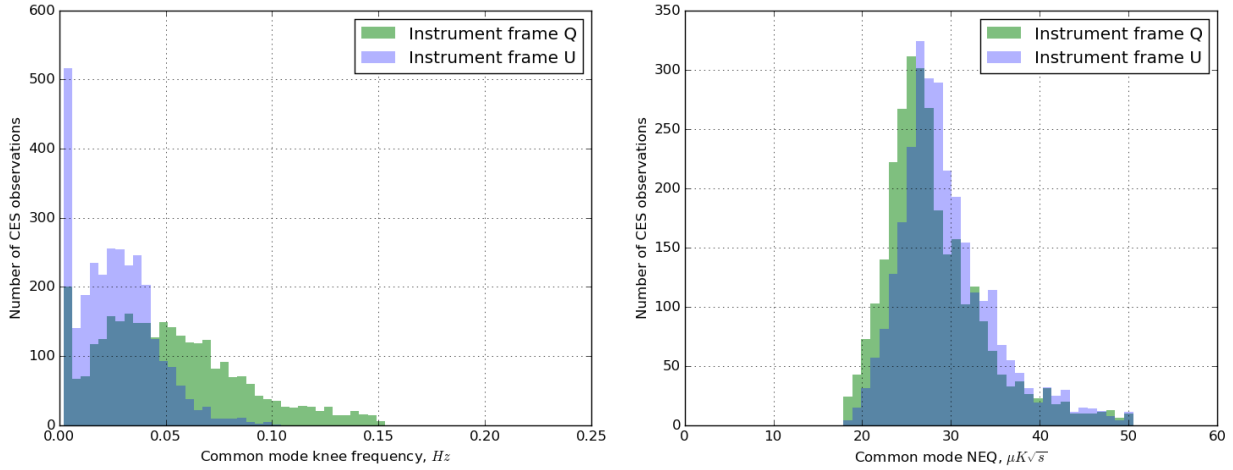 600
500
400
300
200
100
0
Number of CES observations
Instrument frame Q
Instrument frame U
0.00 0.05 0.10 0.15 0.20 0.25
Common mode knee frequency, Hz
350
300
250
200
150
100
50
0
Number of CES observations
Instrument frame Q
Instrument frame U
0 10 20 30 40 50 60
Common mode NEQ, μK√s